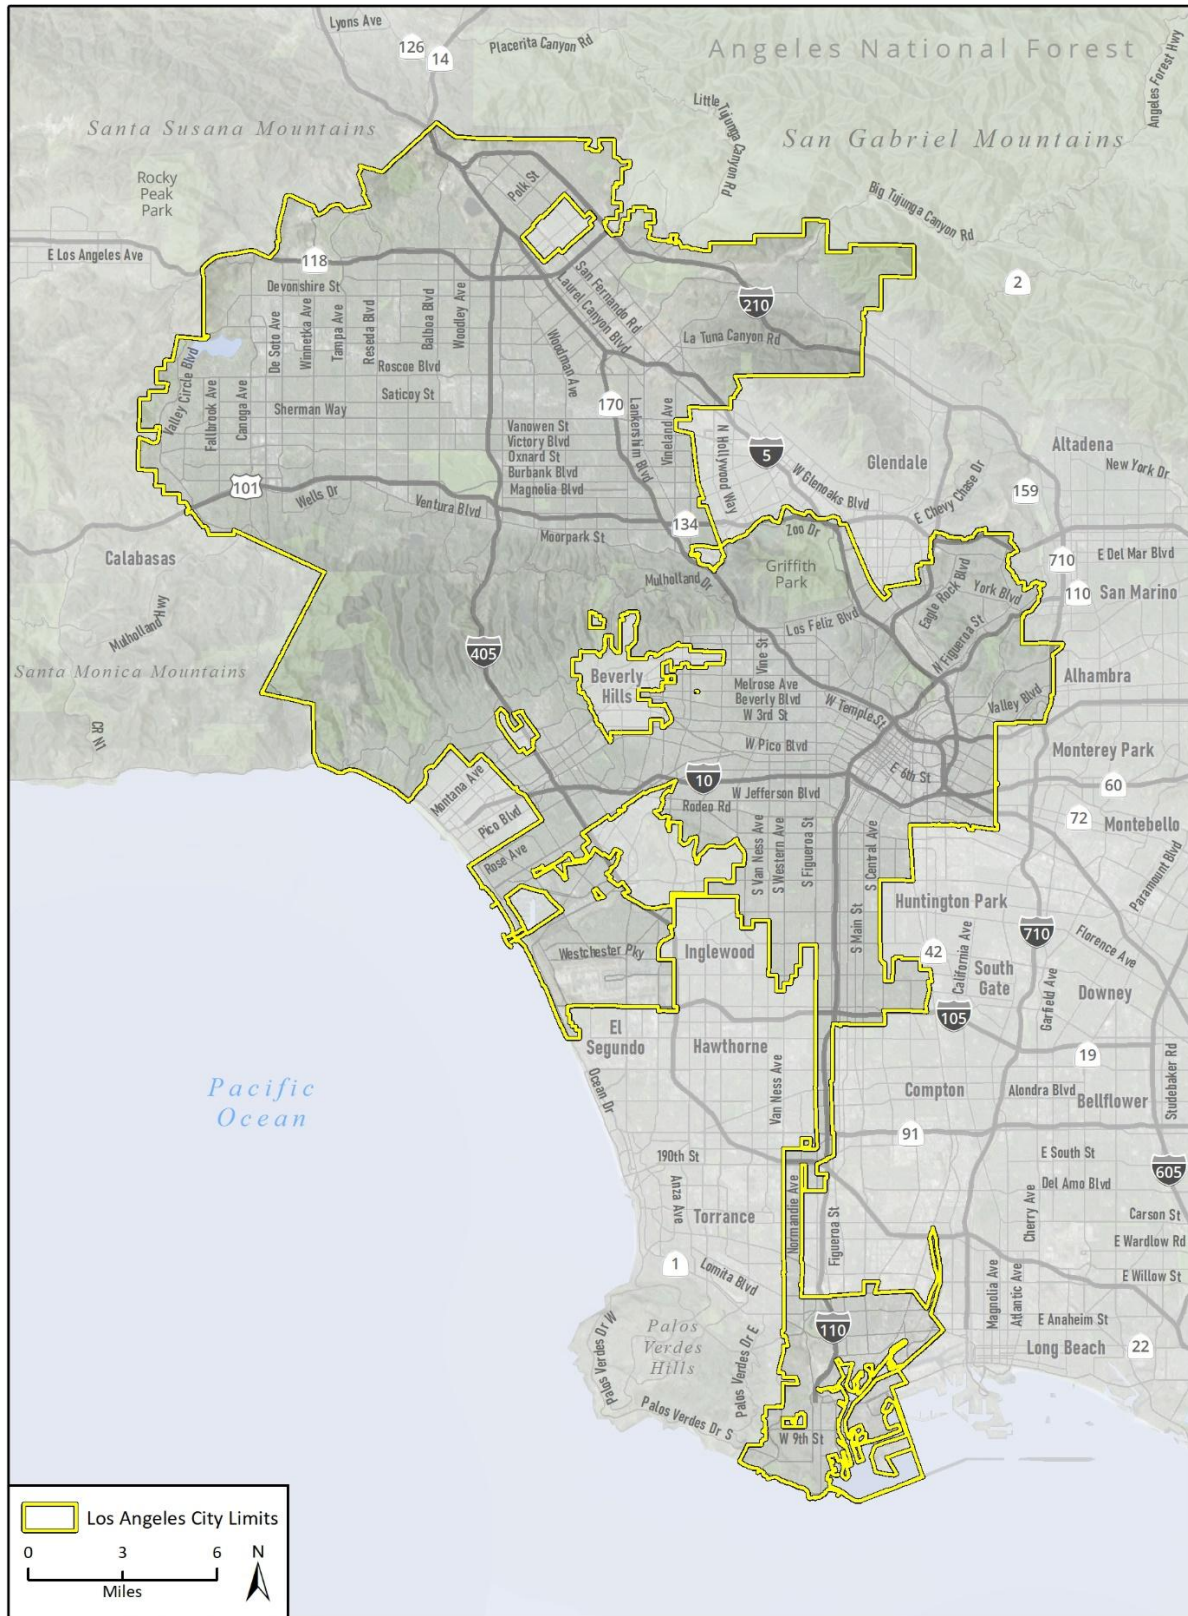 Lyons Ave
126
14
Placerita Canyon Rd
Angeles National Forest
Angeles Forest Hwy
Santa Susana Mountains
Little Tujunga
Canyon Rd
San Gabriel Mountains
Rocky
Peak
Park
Polk St
Big Tujunga Canyon Rd
E Los Angeles Ave
118
Devonshire St
San Fernando Rd
Laurel Canyon Blvd
210
2
De Soto Ave
Winnetka Ave
Tampa Ave
Reseda Blvd
Balboa Blvd
Woodley Ave
Woodman Ave
La Tuna Canyon Rd
Valley Circle Blvd
Roscoe Blvd
Saticoy St
Sherman Way
Fallbrook Ave
Canoga Ave
170
Lankershim Blvd
Vineland Ave
N Hollywood Way
Vanowen St
Victory Blvd
Oxnard St
Burbank Blvd
Magnolia Blvd
5
W Glenoaks Blvd
Glendale
E Chevy Chase Dr
Altadena
New York Dr
159
101
Wells Dr
Ventura Blvd
134
Zoo Dr
Moorpark St
Calabasas
Mulholland Dr
Griffith
Park
710
E Del Mar Blvd
110
San Marino
Eagle Rock Blvd
York Blvd
Mulholland Hwy
Los Feliz Blvd
N Figueroa St
Santa Monica Mountains
405
Beverly
Hills
Vine St
Melrose Ave
Beverly Blvd
W 3rd St
W Temple St
Valley Blvd
Alhambra
CR N1
W Pico Blvd
E 6th St
Monterey Park
60
Montana Ave
Pico Blvd
10
W Jefferson Blvd
Rodeo Rd
72
Montebello
Rose Ave
S Van Ness Ave
S Western Ave
S Figueroa St
S Central Ave
Paramount Blvd
Huntington Park
S Main St
Westchester Pky
Inglewood
42
California Ave
710
Florence Ave
South
Gate
Garfield Ave
Downey
105
El
Segundo
Hawthorne
19
Studebaker Rd
Pacific
Ocean
Ocean Dr
Van Ness Ave
Compton
Alondra Blvd
Bellflower
91
190th St
E South St
605
Anza Ave
Normandie Ave
Del Amo Blvd
Torrance
Figueroa St
Cherry Ave
Carson St
E Wardlow Rd
1
Lomita Blvd
E Willow St
Magnolia Ave
Atlantic Ave
Palos Verdes Dr W
Palos
Verdes
Hills
Palos Verdes Dr E
110
E Anaheim St
Long Beach
22
Palos Verdes Dr S
W 9th St
Los Angeles City Limits
0 3 6
Miles
N